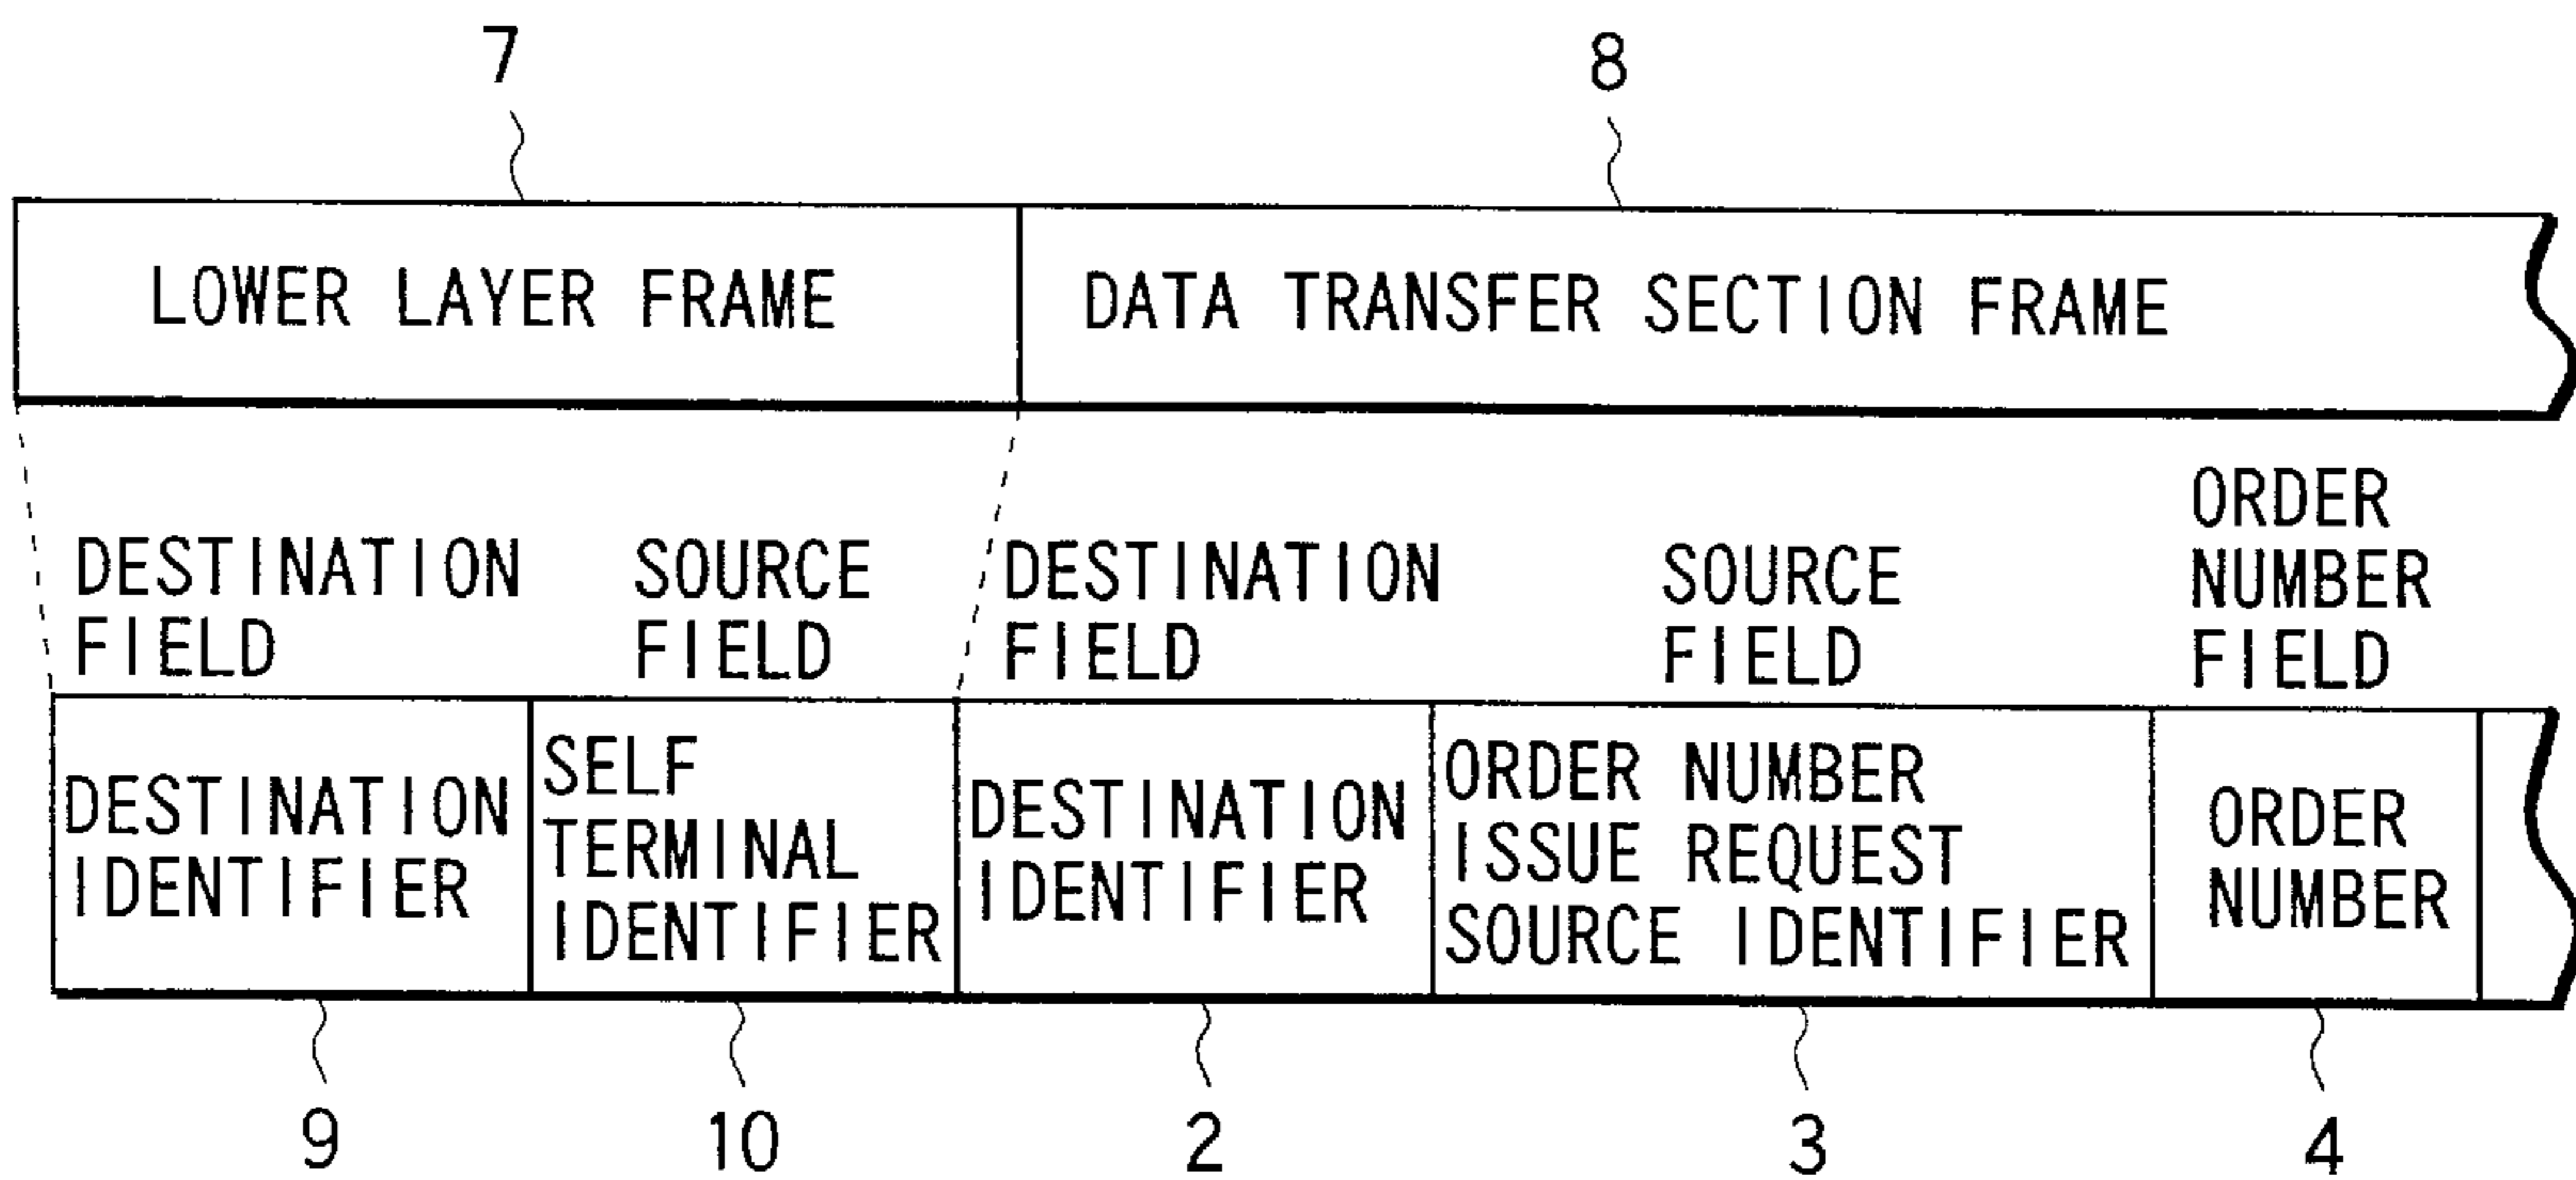 7
8
LOWER LAYER FRAME
DATA TRANSFER SECTION FRAME
DESTINATION
FIELD
SOURCE
FIELD
DESTINATION
FIELD
SOURCE
FIELD
ORDER
NUMBER
FIELD
DESTINATION
IDENTIFIER
SELF
TERMINAL
IDENTIFIER
DESTINATION
IDENTIFIER
ORDER NUMBER
ISSUE REQUEST
SOURCE IDENTIFIER
ORDER
NUMBER
9
10
2
3
4